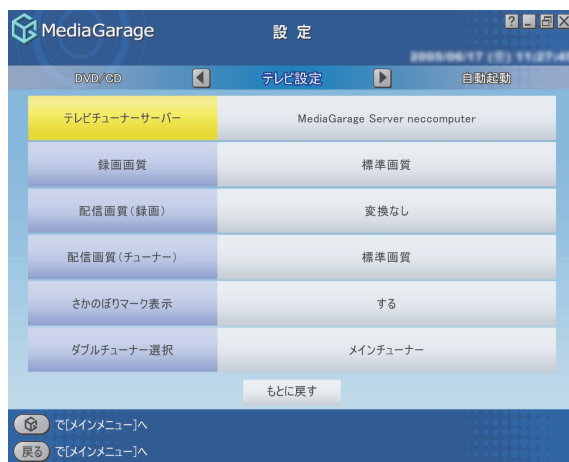 MediaGarage
設定
2005/06/17 (金) 11:27:41
DVD/CD
テレビ設定
自動起動
テレビチューナーサーバー MediaGarage Server neccomputer
録画画質 標準画質
配信画質(録画) 変換なし
配信画質(チューナー) 標準画質
さかのぼりマーク表示 する
ダブルチューナー選択 メインチューナー
もとに戻す
で[メインメニュー]へ
戻る で[メインメニュー]へ